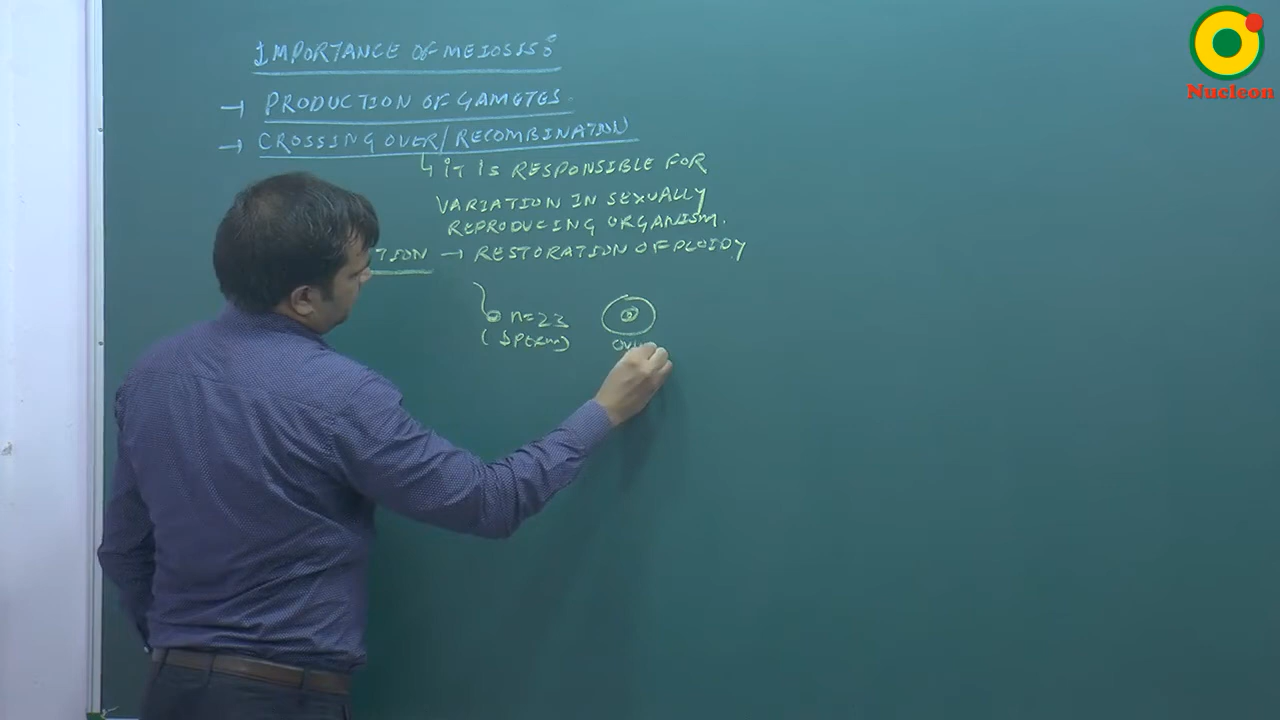 IMPORTANCE OF MEIOSIS:
→ PRODUCTION OF GAMETES.
→ CROSSING OVER/RECOMBINATION
↳ IT IS RESPONSIBLE FOR
VARIATION IN SEXUALLY
REPRODUCING ORGANISM.
TION → RESTORATION OF PLOIDY
n=23
(Sperm)
Nucleon